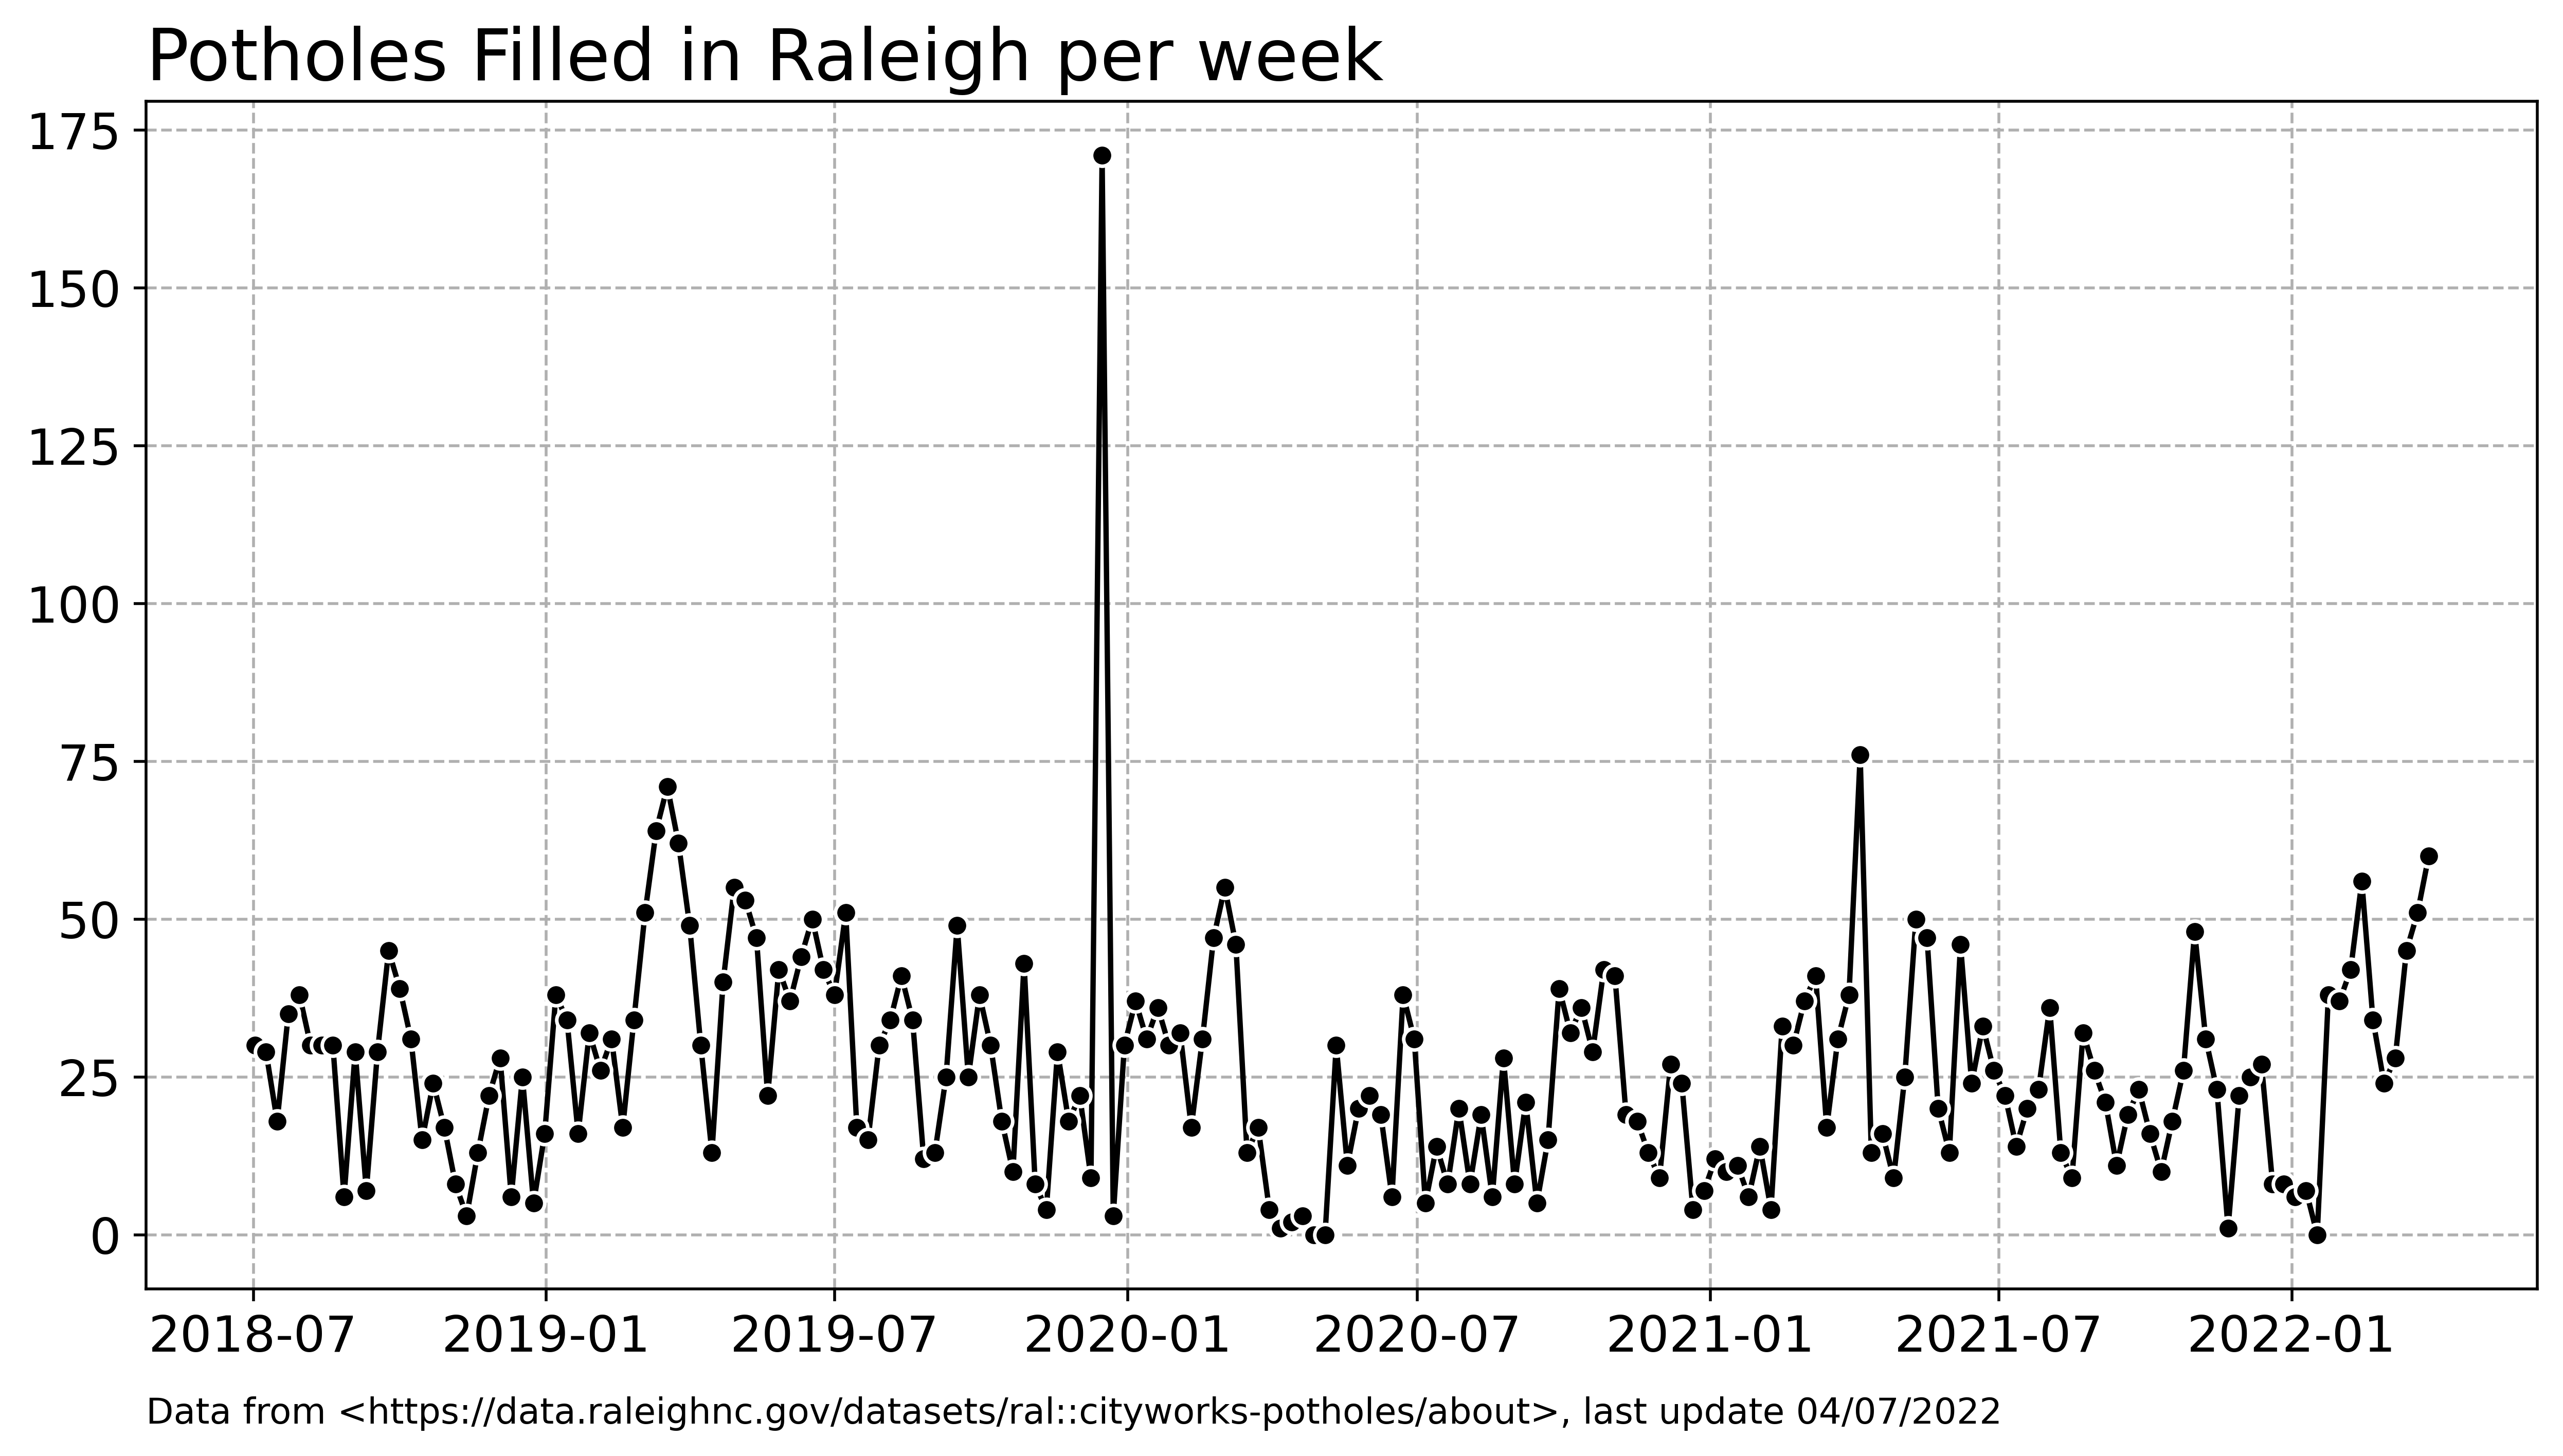 Potholes Filled in Raleigh per week
175
150
125
100
75
50
25
0
2018-07 2019-01 2019-07 2020-01 2020-07 2021-01 2021-07 2022-01
Data from <https://data.raleighnc.gov/datasets/ral::cityworks-potholes/about>, last update 04/07/2022